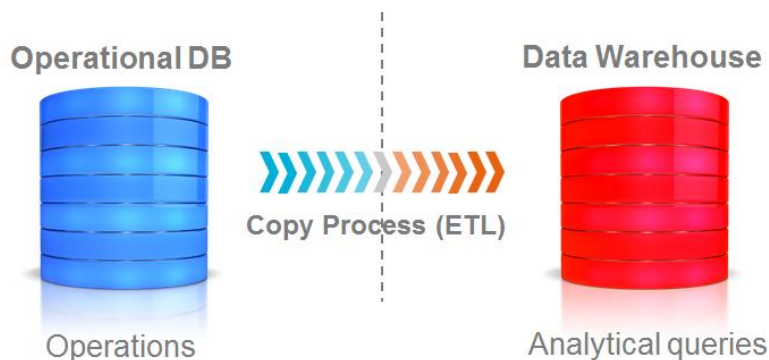 Operational DB
Data Warehouse
Copy Process (ETL)
Operations
Analytical queries